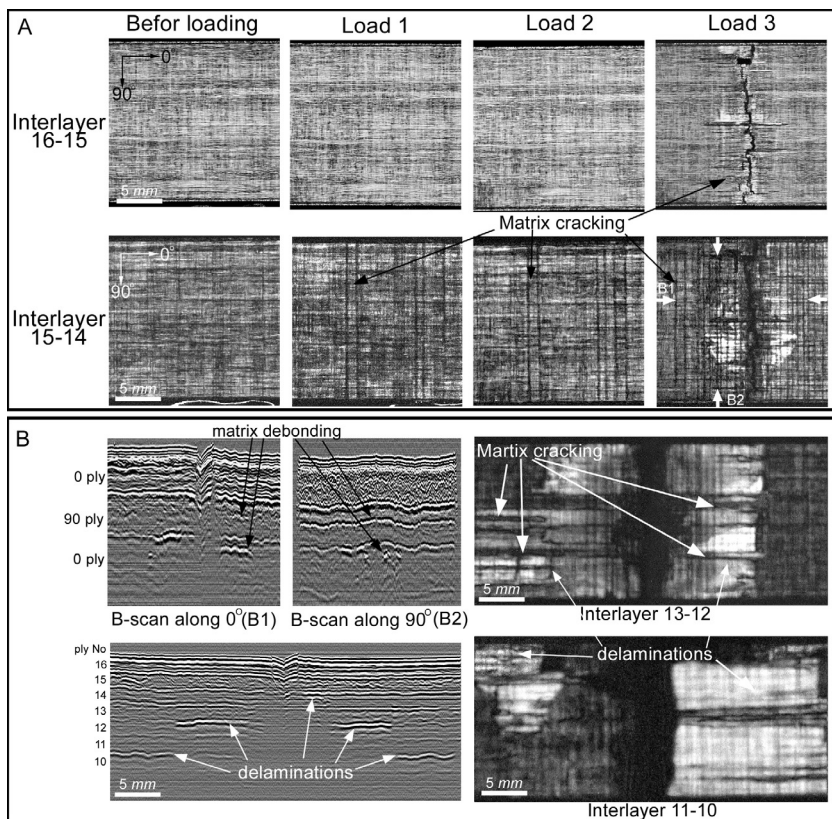 A
Befor loading
Load 1
Load 2
Load 3
Interlayer
16-15
0°
90°
5 mm
Matrix cracking
Interlayer
15-14
0°
90°
5 mm
B1
B2
B
matrix debonding
0 ply
90 ply
0 ply
B-scan along 0°(B1)
B-scan along 90°(B2)
Martix cracking
5 mm
Interlayer 13-12
delaminations
ply No
16
15
14
13
12
11
10
delaminations
5 mm
5 mm
Interlayer 11-10